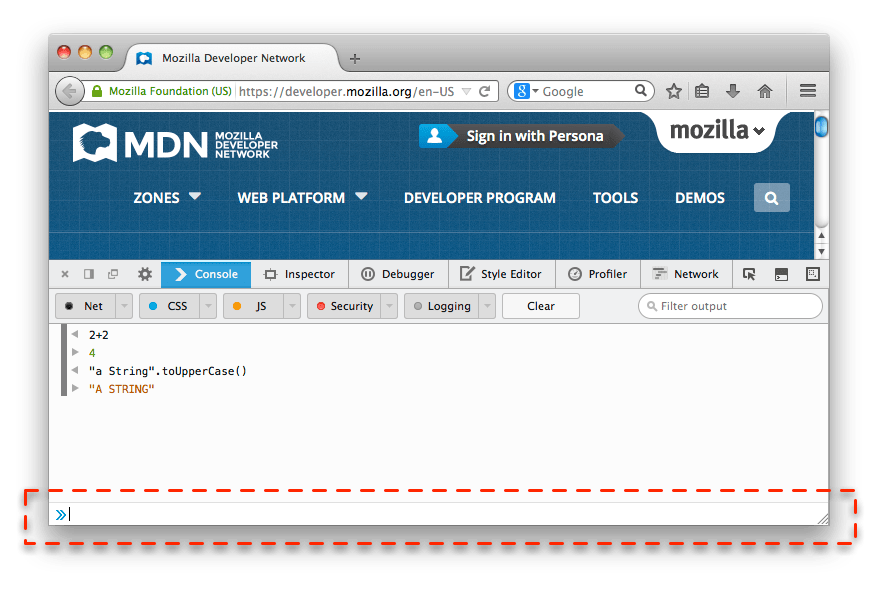 Mozilla Developer Network
Mozilla Foundation (US) https://developer.mozilla.org/en-US Google
MDN MOZILLA DEVELOPER NETWORK
Sign in with Persona
mozilla
ZONES WEB PLATFORM DEVELOPER PROGRAM TOOLS DEMOS
Console Inspector Debugger Style Editor Profiler Network
Net CSS JS Security Logging Clear Filter output
2+2
4
"a String".toUpperCase()
"A STRING"